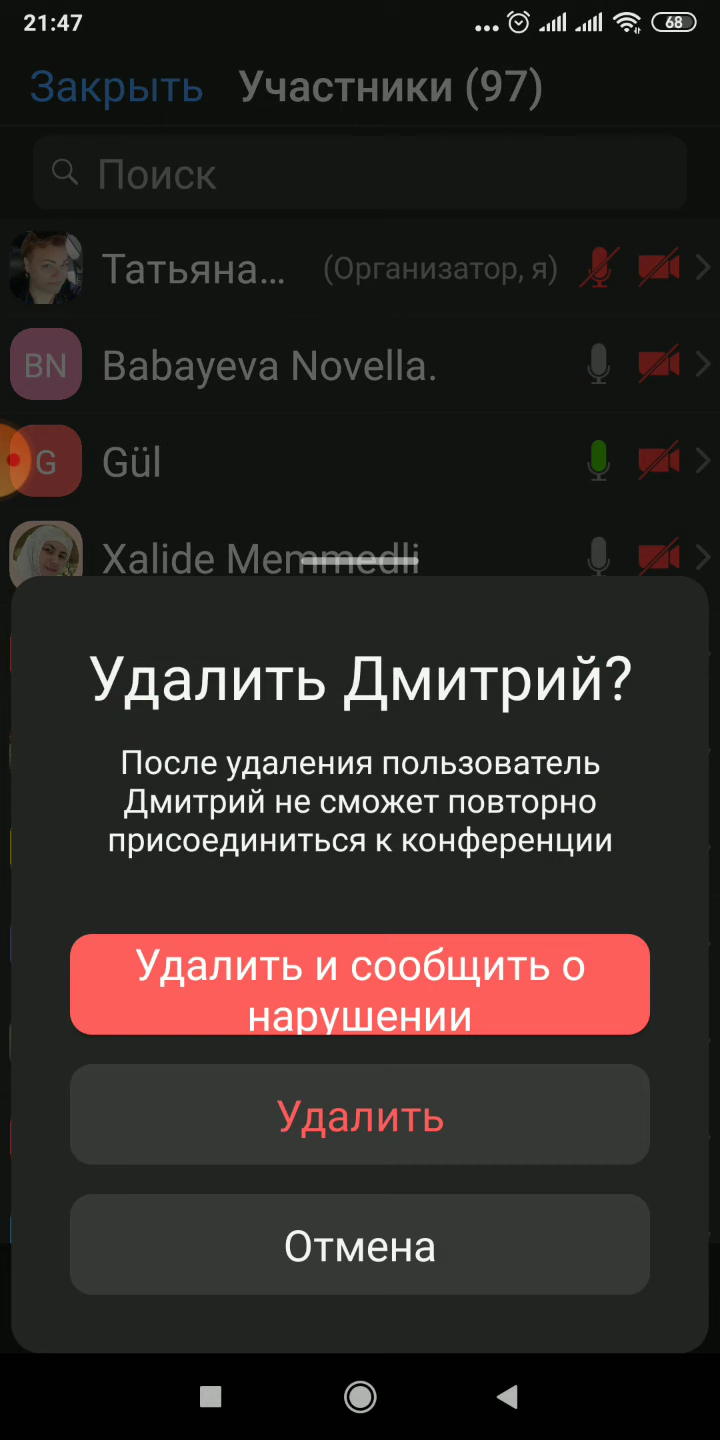 21:47
68
Закрыть Участники (97)
Поиск
Татьяна... (Организатор, я)
BN Babayeva Novella.
G Gül
Xalide Memmedli
Удалить Дмитрий?
После удаления пользователь
Дмитрий не сможет повторно
присоединиться к конференции
Удалить и сообщить о
нарушении
Удалить
Отмена